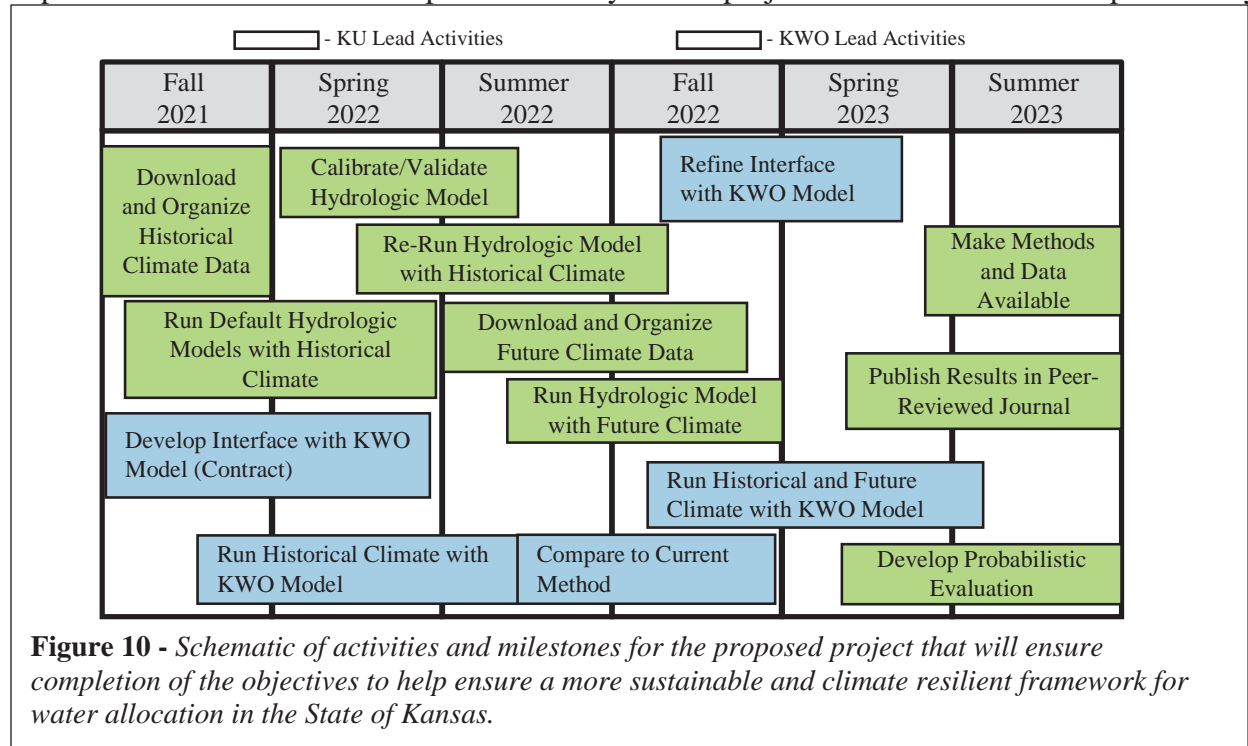 - KU Lead Activities
- KWO Lead Activities
Fall
2021
Spring
2022
Summer
2022
Fall
2022
Spring
2023
Summer
2023
Download
and Organize
Historical
Climate Data
Calibrate/Validate
Hydrologic Model
Refine Interface
with KWO Model
Re-Run Hydrologic Model
with Historical Climate
Make Methods
and Data
Available
Run Default Hydrologic
Models with Historical
Climate
Download and Organize
Future Climate Data
Publish Results in Peer-
Reviewed Journal
Run Hydrologic Model
with Future Climate
Develop Interface with KWO
Model (Contract)
Run Historical and Future
Climate with KWO Model
Run Historical Climate with
KWO Model
Compare to Current
Method
Develop Probabilistic
Evaluation
Figure 10 - Schematic of activities and milestones for the proposed project that will ensure
completion of the objectives to help ensure a more sustainable and climate resilient framework for
water allocation in the State of Kansas.